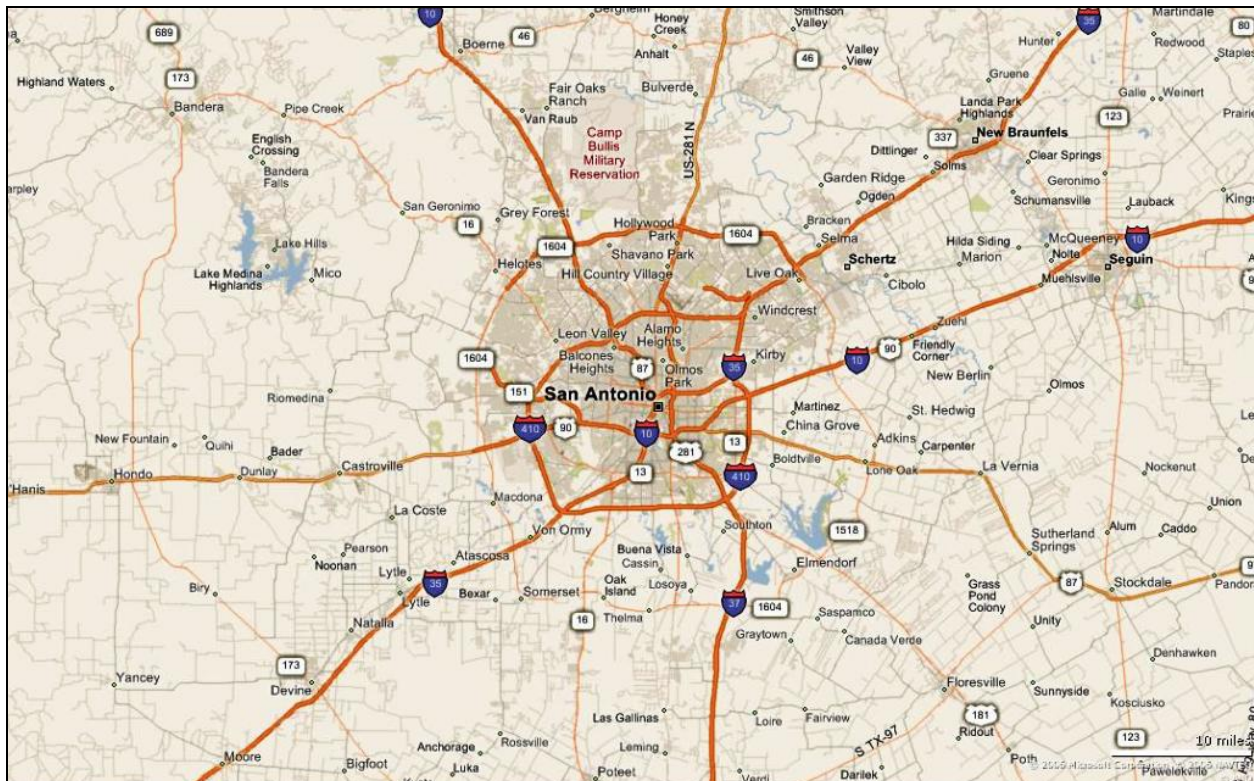 10
689
46
Bergheim
Honey
Creek
Smithson
Valley
35
Martindale
80
Hunter
Redwood
Boerne
Anhalt
46
Valley
View
Highland Waters
173
Gruene
Bandera
Pipe Creek
Fair Oaks
Ranch
Bulverde
Galle
Weinert
Van Raub
Landa Park
Highlands
123
Camp
Bullis
Military
Reservation
US-281 N
337
New Braunfels
English
Crossing
Bandera
Falls
Dittlinger
Clear Springs
Solms
Garden Ridge
Geronimo
Ogden
Schumansville
Lauback
San Geronimo
16
Grey Forest
Hollywood
Park
Bracken
1604
1604
Selma
Hilda Siding
McQueeney
10
Lake Hills
Shavano Park
Marion
Nolte
Helotes
Hill Country Village
Live Oak
Schertz
Seguin
Lake Medina
Highlands
Mico
Cibolo
Muehlsville
Windcrest
Leon Valley
Alamo
Heights
Zuehl
1604
Balcones
Heights
Kirby
90
Friendly
Corner
87
Olmos
Park
35
10
New Berlin
151
San Antonio
Olmos
Riomedina
Martinez
St. Hedwig
410
90
10
China Grove
New Fountain
Quihi
13
Adkins
Bader
281
Carpenter
Hondo
Dunlay
Castroville
13
Boldtville
Lone Oak
La Vernia
Nockenut
'Hanis
410
Macdona
Union
La Coste
Von Ormy
Southton
1518
Sutherland
Springs
Alum
Caddo
Pearson
Noonan
Atascosa
Buena Vista
Cassin
Elmendorf
Lytle
35
87
Stockdale
Pandora
Biry
Lytle
Bexar
Somerset
Oak
Island
Losoya
Grass
Pond
Colony
37
1604
Thelma
16
Saspamco
Natalia
Graytown
Canada Verde
Unity
173
Denhawken
Yancey
Devine
Floresville
Sunnyside
Kosciusko
Las Gallinas
Loire
Fairview
181
Ridout
Rossville
Anchorage
Leming
S TX-97
123
10 miles
Moore
Bigfoot
Luka
Poteet
Verdi
Darilek
Poth
Pawelekville